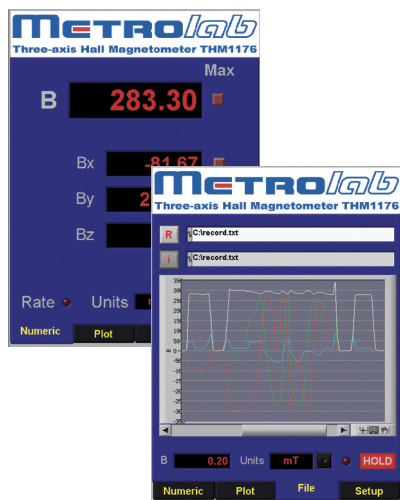 METROlab
Three-axis Hall Magnetometer THM1176
Max
B 283.30
Bx -81.67
By 2
Bz
Rate Units
Numeric Plot
METROlab
Three-axis Hall Magnetometer THM1176
R C:\record.txt
i C:\record.txt
B
B 0.20 Units mT HOLD
Numeric Plot File Setup